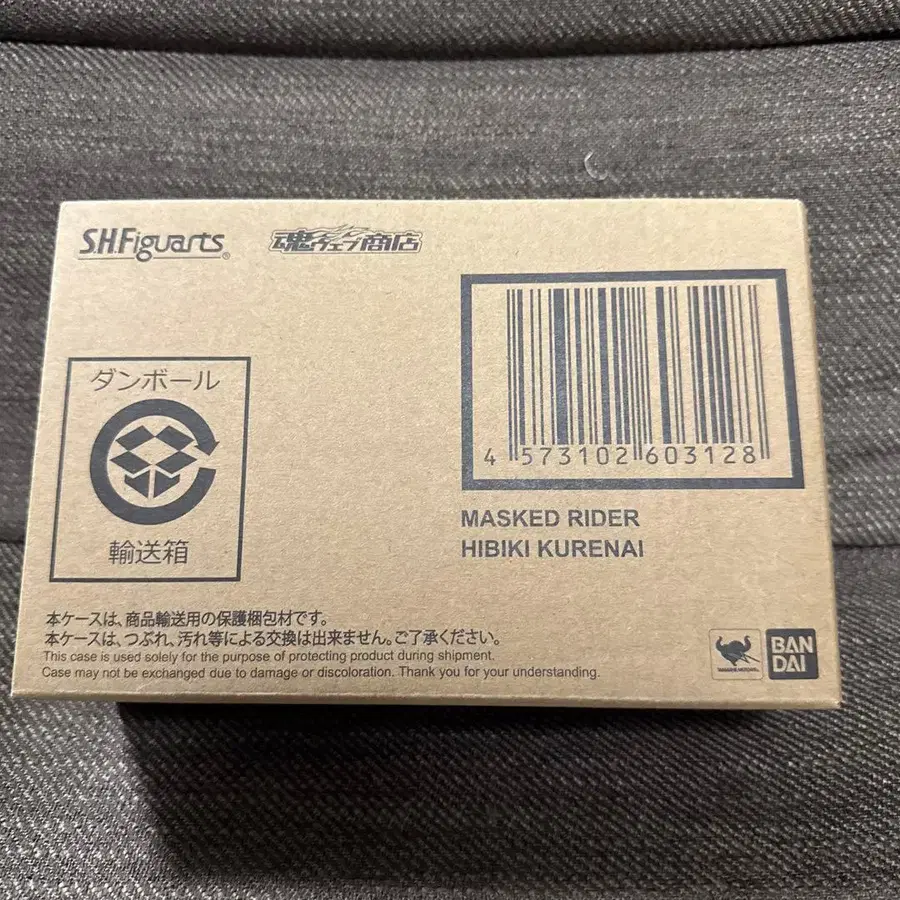 S.H.Figuarts®
魂ウェブ商店
ダンボール
輸送箱
4 573102 603128
MASKED RIDER
HIBIKI KURENAI
本ケースは、商品輸送用の保護梱包材です。
本ケースは、つぶれ、汚れ等による交換は出来ません。ご了承ください。
This case is used solely for the purpose of protecting product during shipment.
Case may not be exchanged due to damage or discoloration. Thank you for your understanding.
BAN
DAI